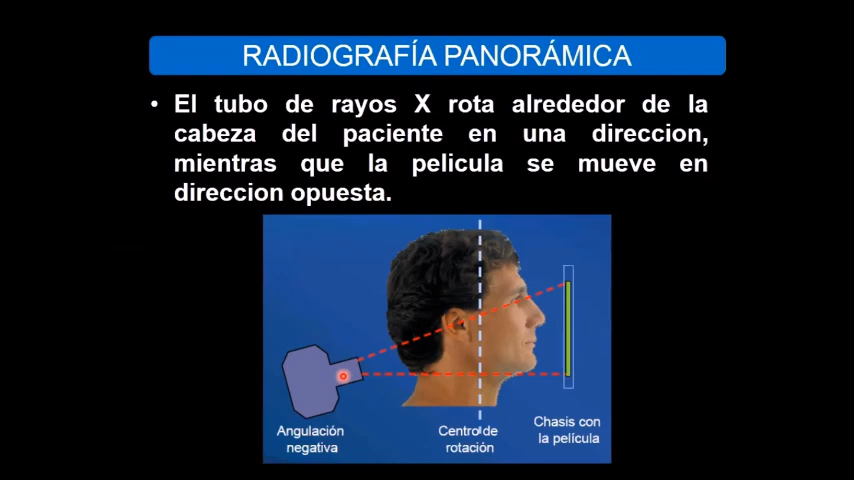 RADIOGRAFÍA PANORÁMICA
• El tubo de rayos X rota alrededor de la
cabeza del paciente en una direccion,
mientras que la pelicula se mueve en
direccion opuesta.
Angulación
negativa
Centro de
rotación
Chasis con
la película